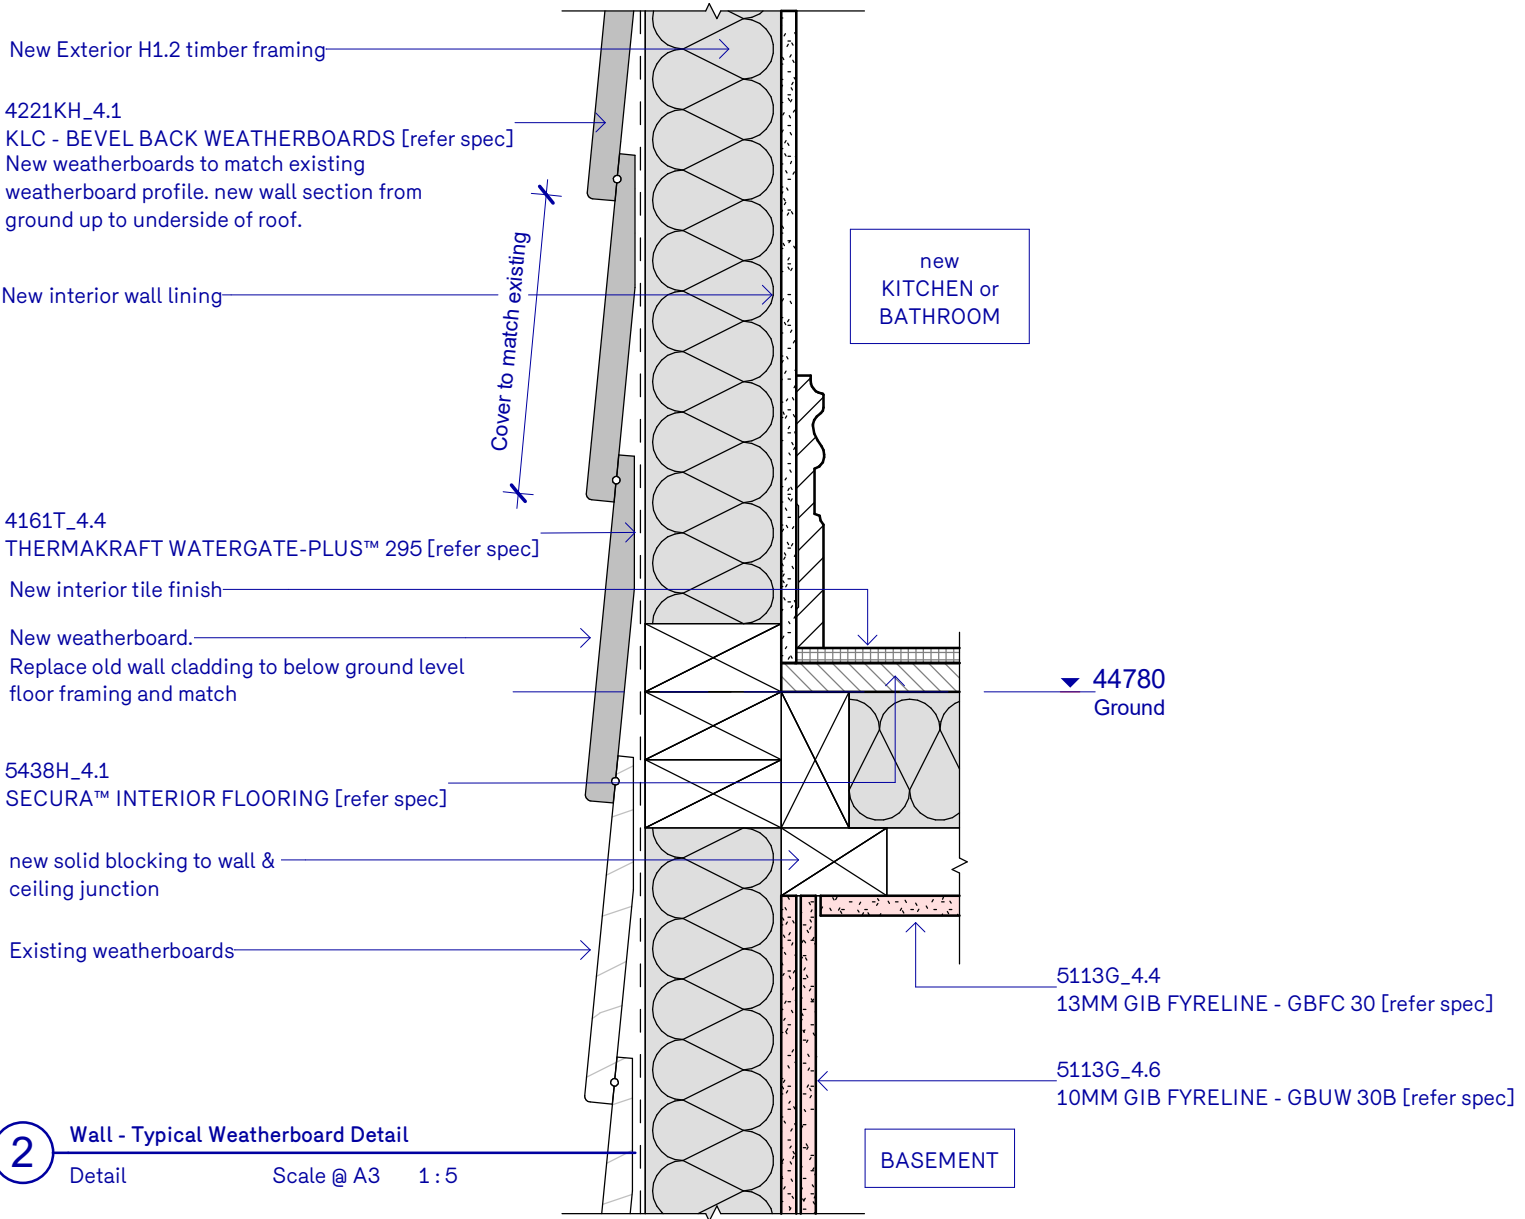 New Exterior H1.2 timber framing
4221KH_4.1
KLC - BEVEL BACK WEATHERBOARDS [refer spec]
New weatherboards to match existing
weatherboard profile. new wall section from
ground up to underside of roof.
Cover to match existing
New interior wall lining
new
KITCHEN or
BATHROOM
4161T_4.4
THERMAKRAFT WATERGATE-PLUS™ 295 [refer spec]
New interior tile finish
New weatherboard.
Replace old wall cladding to below ground level
floor framing and match
44780
Ground
5438H_4.1
SECURA™ INTERIOR FLOORING [refer spec]
new solid blocking to wall &
ceiling junction
Existing weatherboards
5113G_4.4
13MM GIB FYRELINE - GBFC 30 [refer spec]
5113G_4.6
10MM GIB FYRELINE - GBUW 30B [refer spec]
BASEMENT
2
Wall - Typical Weatherboard Detail
Detail Scale @ A3 1:5